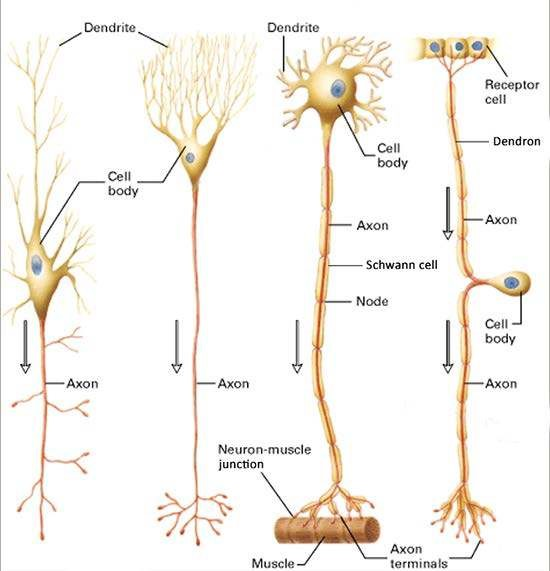 Dendrite
Dendrite
Receptor
cell
Dendron
Cell
body
Cell
body
Axon
Axon
Schwann cell
Node
Cell
body
Axon
Axon
Axon
Neuron-muscle
junction
Muscle
Axon
terminals